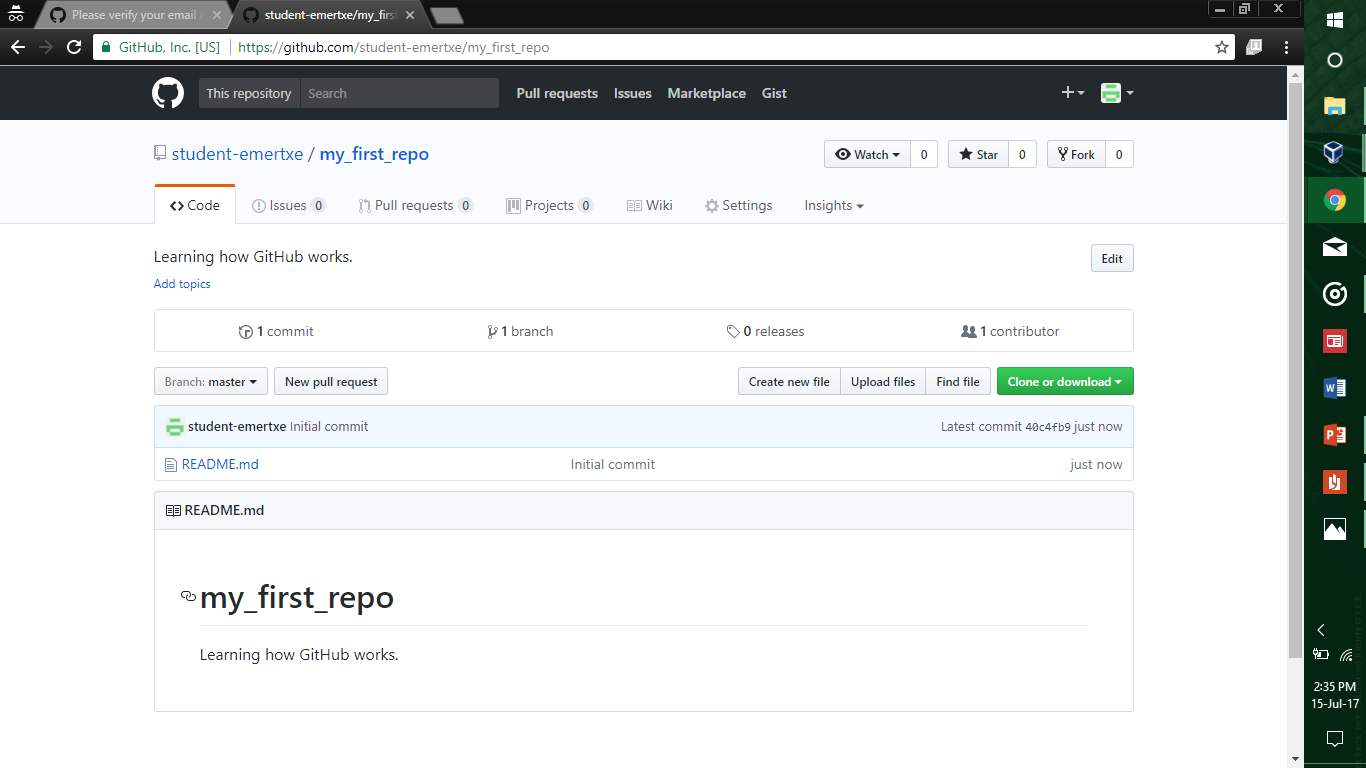 Please verify your email
student-emertxe/my_first
GitHub, Inc. [US] https://github.com/student-emertxe/my_first_repo
This repository Search Pull requests Issues Marketplace Gist
student-emertxe / my_first_repo Watch 0 Star 0 Fork 0
Code Issues 0 Pull requests 0 Projects 0 Wiki Settings Insights
Learning how GitHub works. Edit
Add topics
1 commit 1 branch 0 releases 1 contributor
Branch: master New pull request Create new file Upload files Find file Clone or download
student-emertxe Initial commit Latest commit 40c4fb9 just now
README.md Initial commit just now
README.md
my_first_repo
Learning how GitHub works.
2:35 PM
15-Jul-17